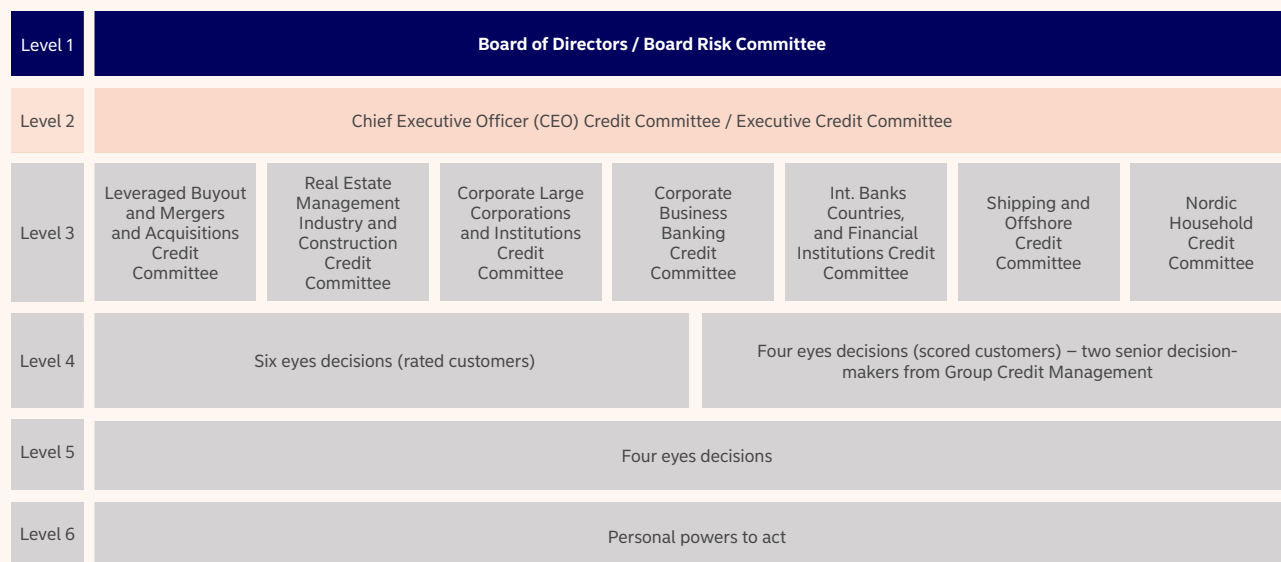 Level 1
Board of Directors / Board Risk Committee
Level 2
Chief Executive Officer (CEO) Credit Committee / Executive Credit Committee
Level 3
Leveraged Buyout
and Mergers
and Acquisitions
Credit
Committee
Real Estate
Management
Industry and
Construction
Credit
Committee
Corporate Large
Corporations
and Institutions
Credit
Committee
Corporate
Business
Banking
Credit
Committee
Int. Banks
Countries,
and Financial
Institutions Credit
Committee
Shipping and
Offshore
Credit
Committee
Nordic
Household
Credit
Committee
Level 4
Six eyes decisions (rated customers)
Four eyes decisions (scored customers) – two senior decision-
makers from Group Credit Management
Level 5
Four eyes decisions
Level 6
Personal powers to act